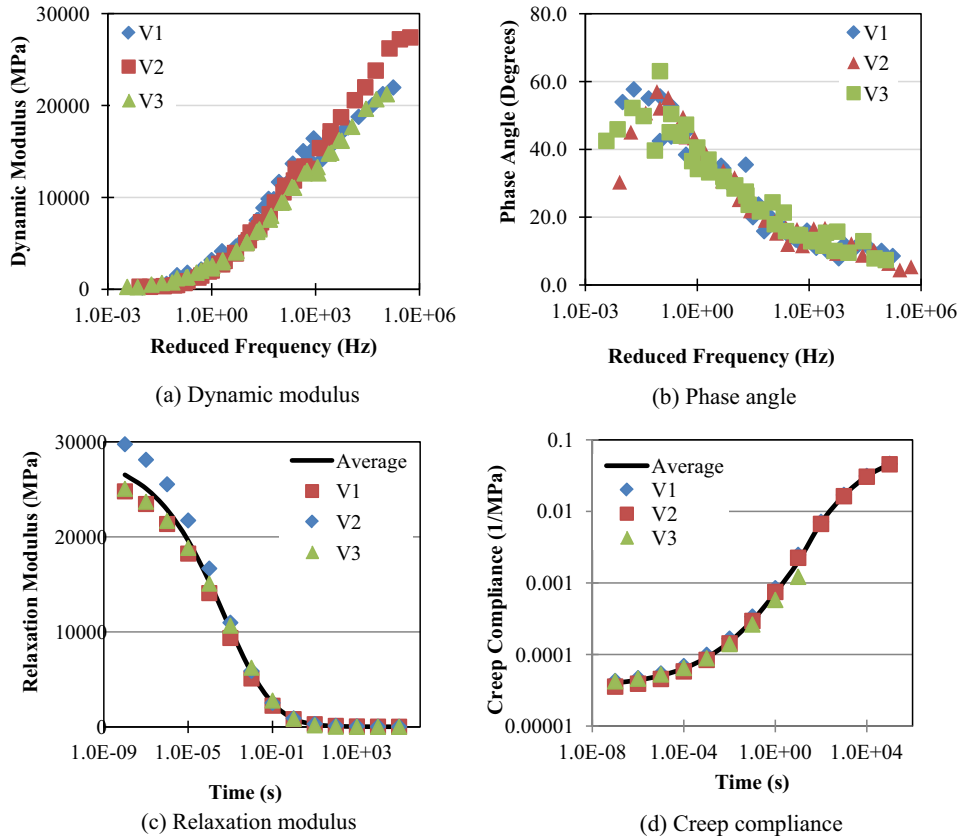 30000
20000
10000
0
Dynamic Modulus (MPa)
V1
V2
V3
1.0E-03 1.0E+00 1.0E+03 1.0E+06
Reduced Frequency (Hz)
(a) Dynamic modulus
80.0
60.0
40.0
20.0
0.0
Phase Angle (Degrees)
V1
V2
V3
1.0E-03 1.0E+00 1.0E+03 1.0E+06
Reduced Frequency (Hz)
(b) Phase angle
30000
20000
10000
0
Relaxation Modulus (MPa)
Average
V1
V2
V3
1.0E-09 1.0E-05 1.0E-01 1.0E+03
Time (s)
(c) Relaxation modulus
0.1
0.01
0.001
0.0001
0.00001
Creep Compliance (1/MPa)
Average
V1
V2
V3
1.0E-08 1.0E-04 1.0E+00 1.0E+04
Time (s)
(d) Creep compliance